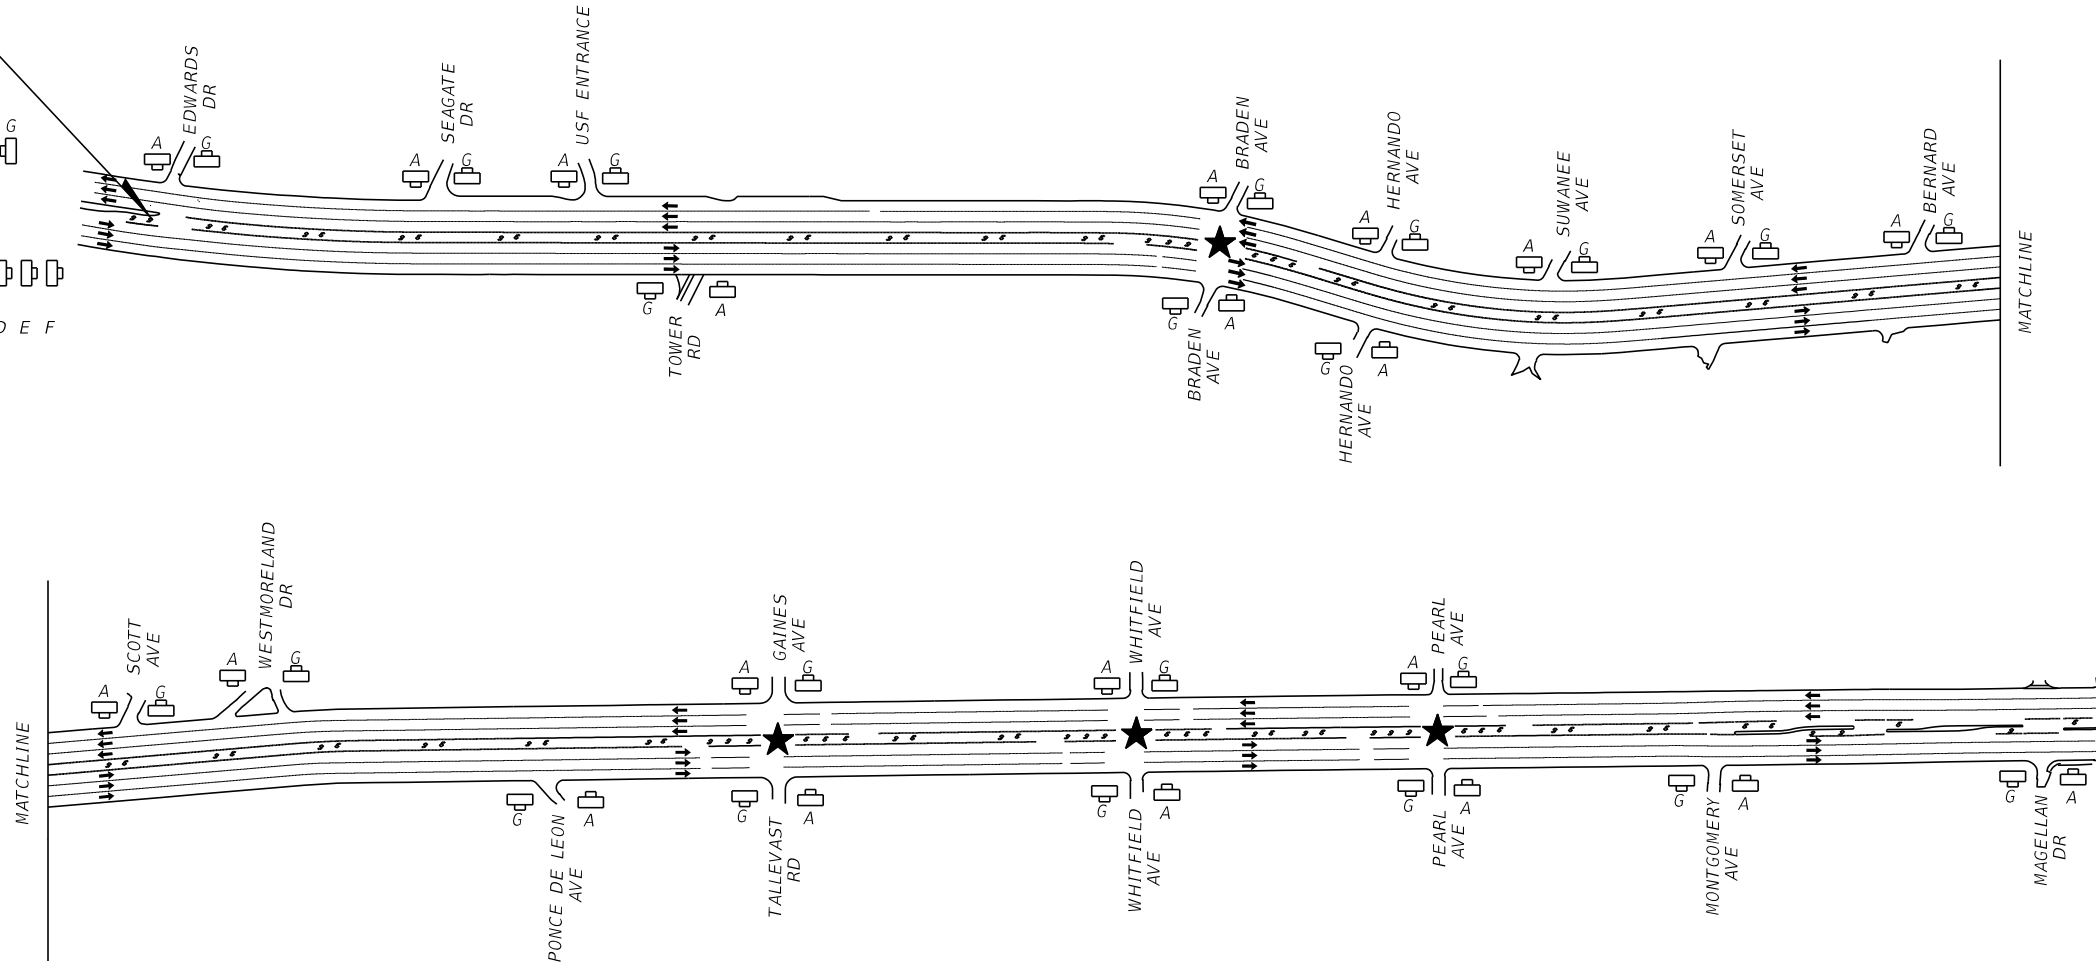 EDWARDS
DR
SEAGATE
DR
USF ENTRANCE
BRADEN
AVE
HERNANDO
AVE
SUWANEE
AVE
SOMERSET
AVE
BERNARD
AVE
G
A
G
A
G
A
G
A
G
A
G
A
G
A
G
A
G
MATCHLINE
D E F
G
A
G
A
G
A
TOWER
RD
BRADEN
AVE
HERNANDO
AVE
SCOTT
AVE
WESTMORELAND
DR
GAINES
AVE
WHITFIELD
AVE
PEARL
AVE
A
G
A
G
A
G
A
G
A
G
MATCHLINE
G
A
G
A
G
A
G
A
G
A
G
A
PONCE DE LEON
AVE
TALLEVAST
RD
WHITFIELD
AVE
PEARL
AVE
MONTGOMERY
AVE
MAGELLAN
DR